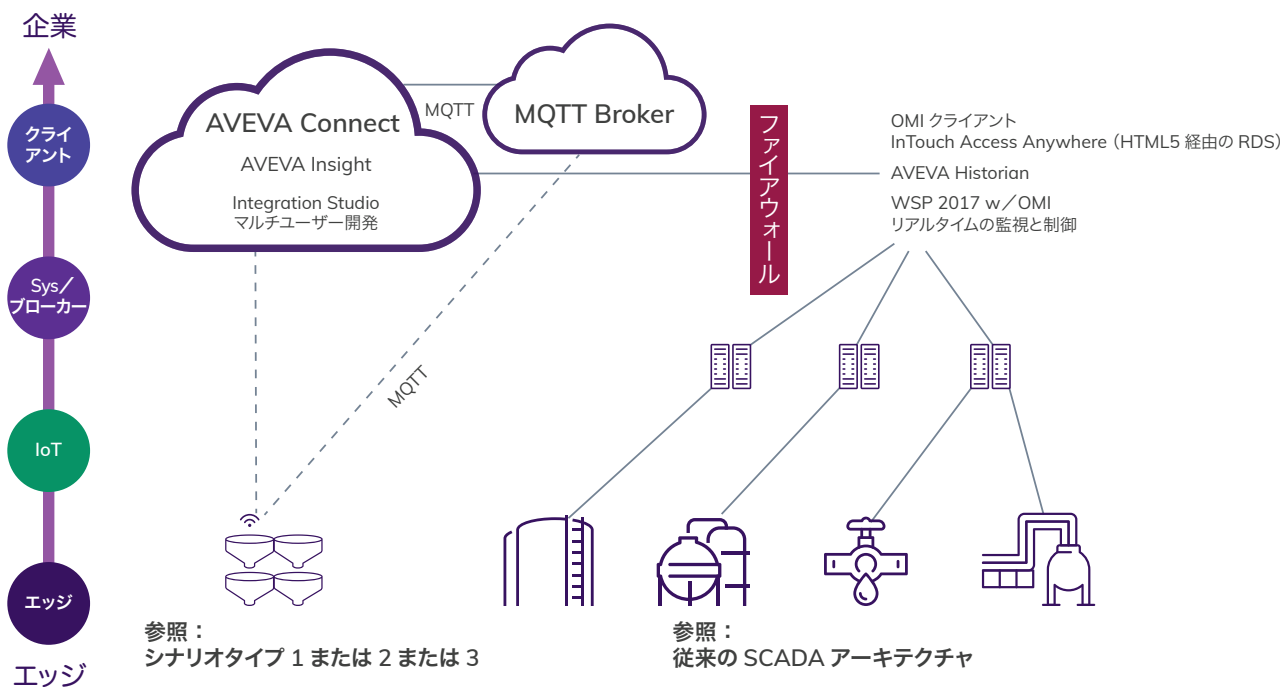 企業
クライ
アント
Sys／
ブローカー
IoT
エッジ
エッジ
AVEVA Connect
AVEVA Insight
Integration Studio
マルチユーザー開発
MQTT
MQTT Broker
MQTT
ファイアウォール
OMI クライアント
InTouch Access Anywhere（HTML5 経由の RDS）
AVEVA Historian
WSP 2017 w／OMI
リアルタイムの監視と制御
参照：
シナリオタイプ 1 または 2 または 3
参照：
従来の SCADA アーキテクチャ